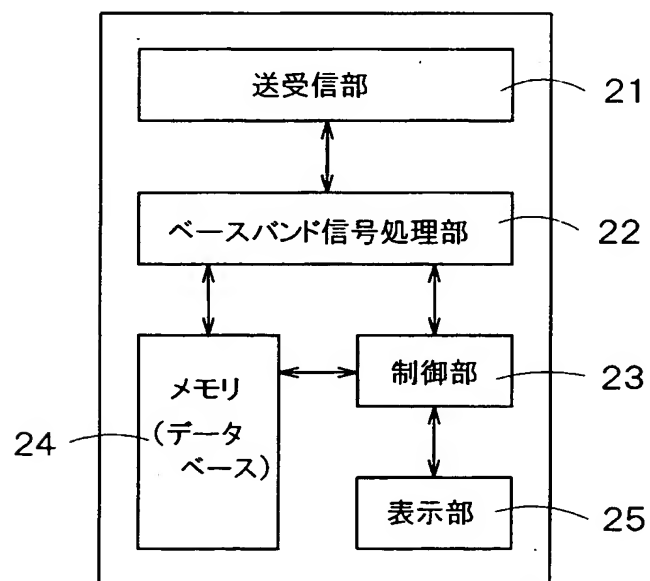 送受信部
21
ベースバンド信号処理部
22
メモリ
(データ
ベース)
24
制御部
23
表示部
25